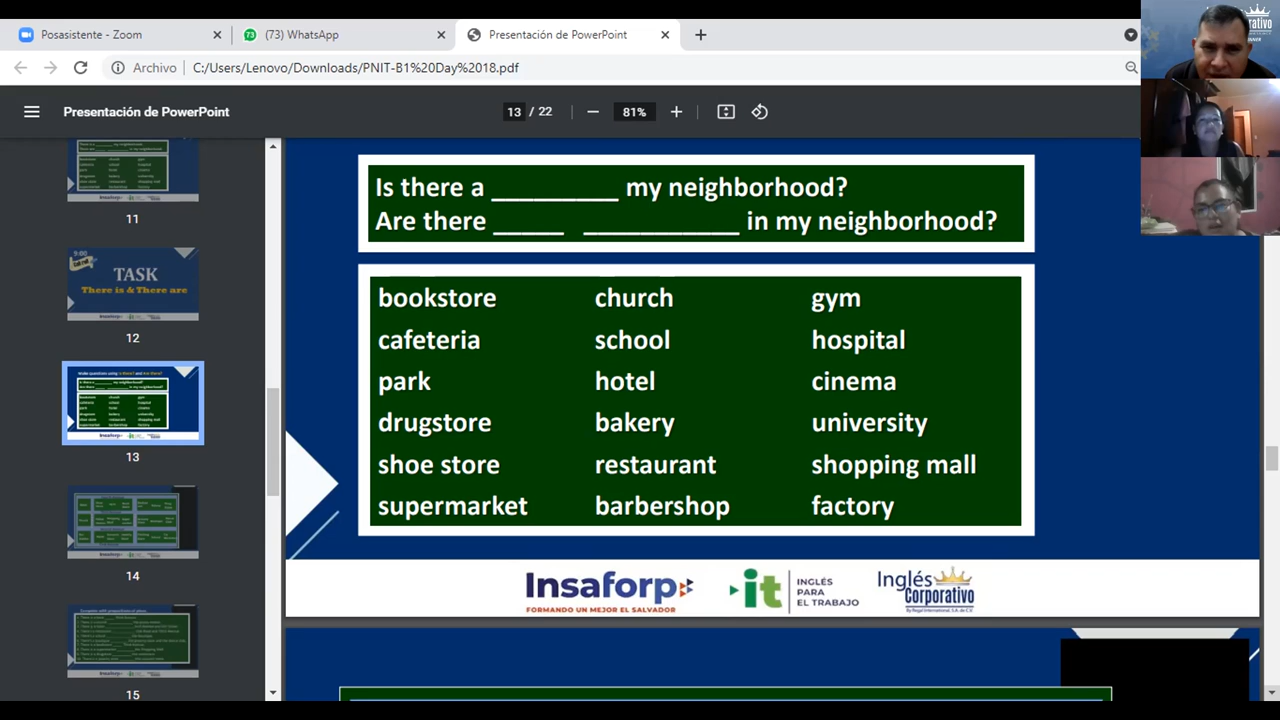 Posasistente - Zoom
(73) WhatsApp
Presentación de PowerPoint
Archivo
C:/Users/Lenovo/Downloads/PNIT-B1%20Day%2018.pdf
Presentación de PowerPoint
13 / 22
81%
11
TASK
There is & There are
12
13
14
15
Is there a _________ my neighborhood?
Are there _____ ___________ in my neighborhood?
bookstore church gym
cafeteria school hospital
park hotel cinema
drugstore bakery university
shoe store restaurant shopping mall
supermarket barbershop factory
Insaforp
FORMANDO UN MEJOR EL SALVADOR
it
INGLÉS
PARA
EL TRABAJO
Inglés
Corporativo
By Regal International, S.A. de C.V.